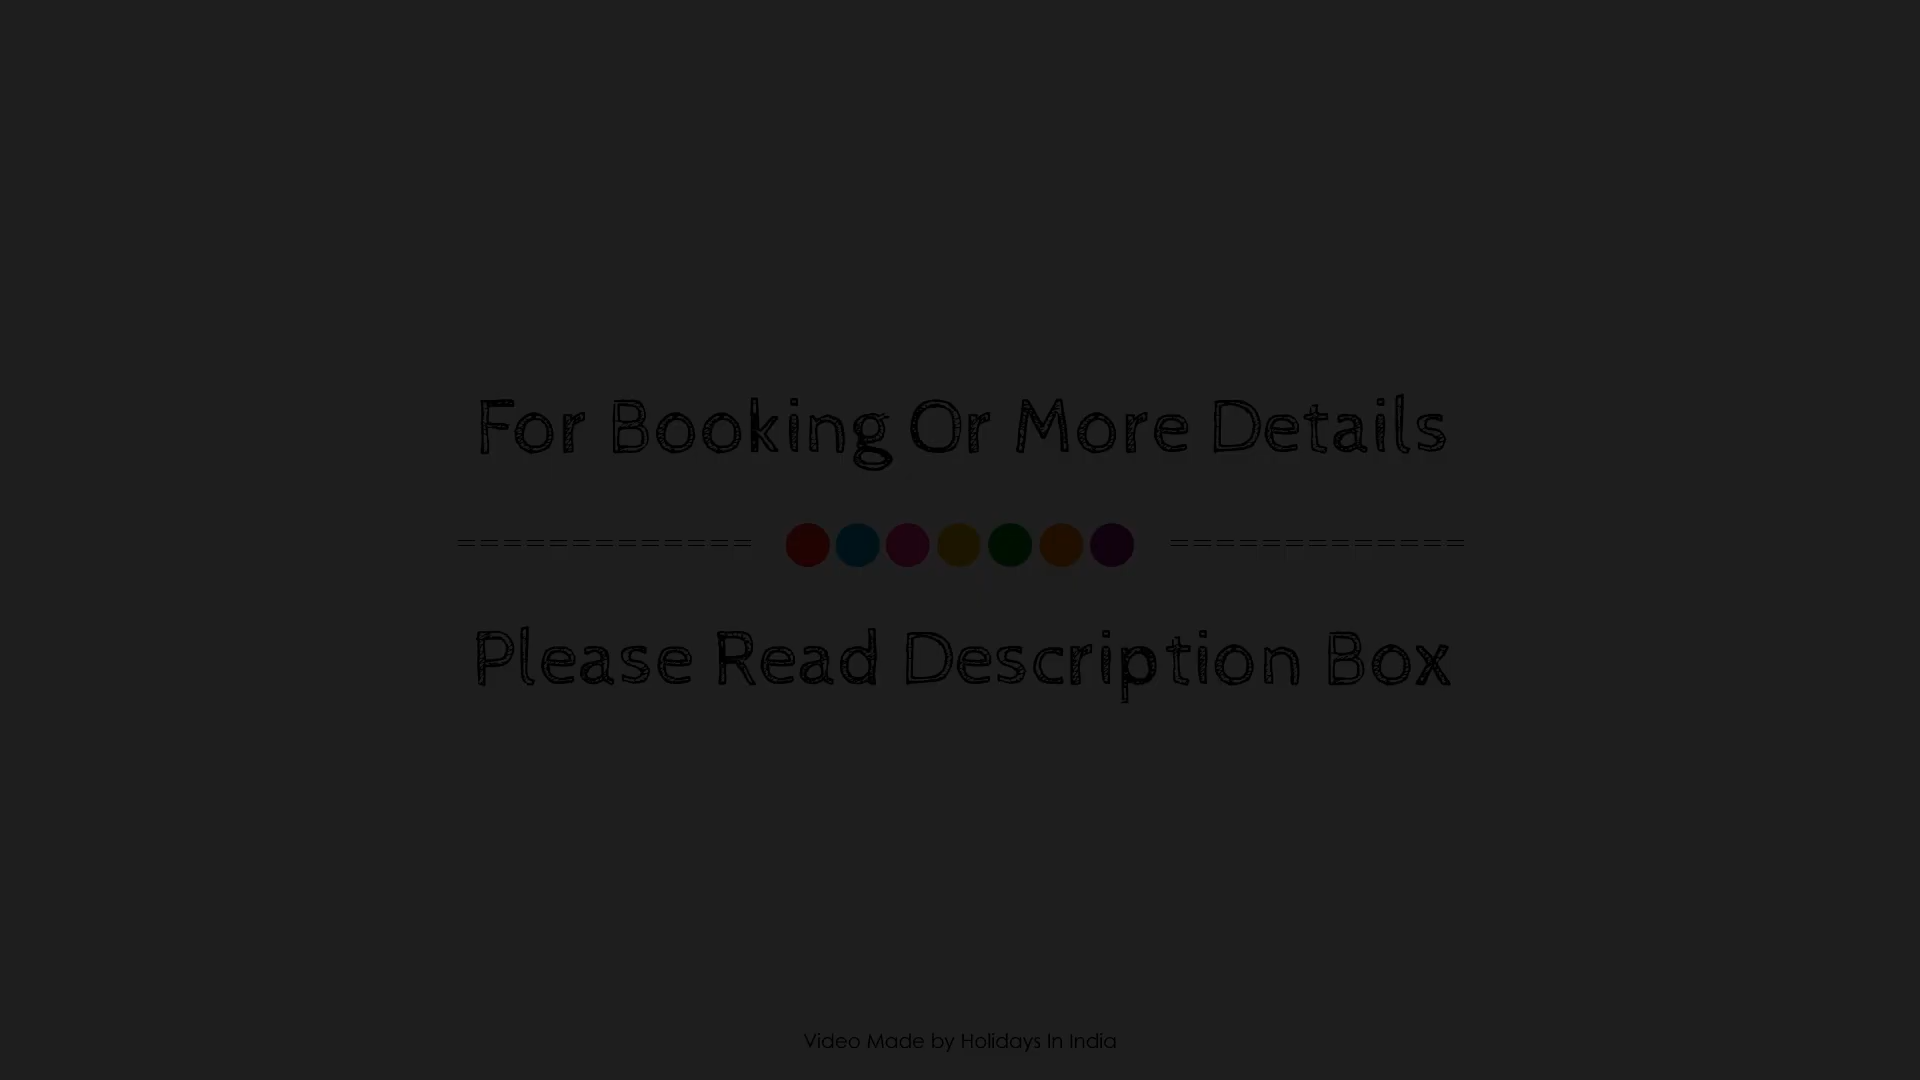 For Booking Or More Details
============= =============
Please Read Description Box
Video Made by Holidays In India